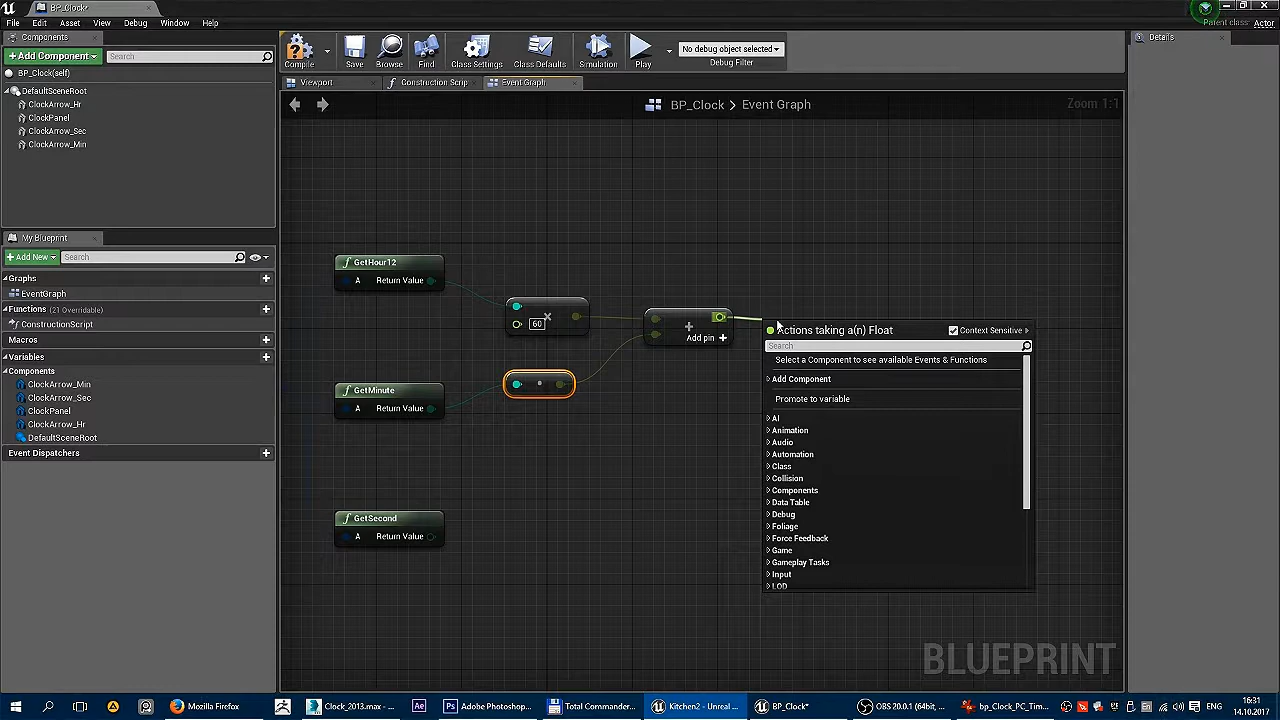 BP_Clock*
Parent class: Actor
File Edit Asset View Debug Window Help
Components
Details
+Add Component
Search
BP_Clock(self)
DefaultSceneRoot
ClockArrow_Hr
ClockPanel
ClockArrow_Sec
ClockArrow_Min
Compile
Save
Browse
Find
Class Settings
Class Defaults
Simulation
Play
No debug object selected
Debug Filter
Viewport
Construction Scrip
Event Graph
BP_Clock > Event Graph
Zoom 1:1
My Blueprint
+Add New
Search
Graphs
EventGraph
Functions (21 Overridable)
ConstructionScript
Macros
Variables
Components
ClockArrow_Min
ClockArrow_Sec
ClockPanel
ClockArrow_Hr
DefaultSceneRoot
Event Dispatchers
GetHour12
A Return Value
60
Add pin +
GetMinute
A Return Value
GetSecond
A Return Value
Actions taking a(n) Float
Context Sensitive
Search
Select a Component to see available Events & Functions
Add Component
Promote to variable
AI
Animation
Audio
Automation
Class
Collision
Components
Data Table
Debug
Foliage
Force Feedback
Game
Gameplay Tasks
Input
LOD
BLUEPRINT
Mozilla Firefox
Clock_2013.max -...
Adobe Photoshop...
Total Commander...
Kitchen2 - Unreal ...
BP_Clock*
OBS 20.0.1 (64bit, ...
bp_Clock_PC_Tim...
ENG
16:31
14.10.2017